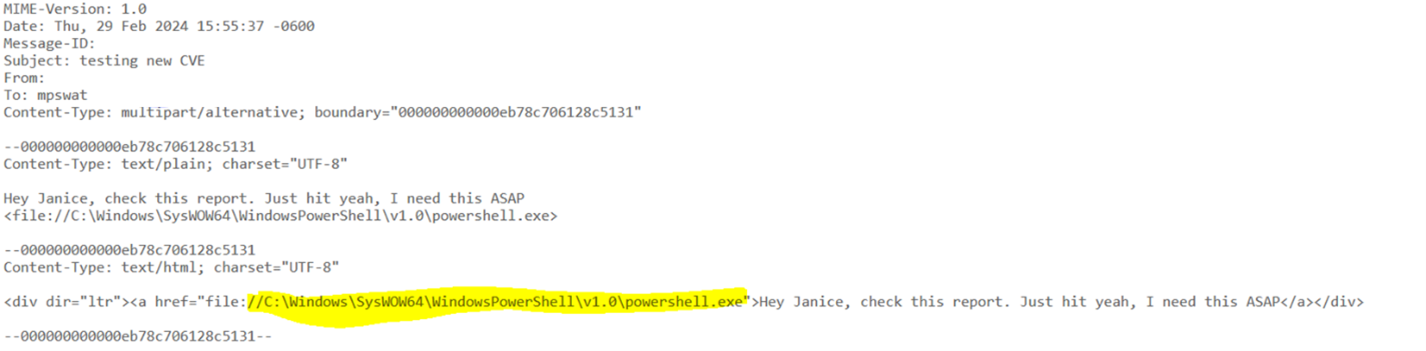 MIME-Version: 1.0
Date: Thu, 29 Feb 2024 15:55:37 -0600
Message-ID:
Subject: testing new CVE
From:
To: mpswat
Content-Type: multipart/alternative; boundary="000000000000eb78c706128c5131"
--000000000000eb78c706128c5131
Content-Type: text/plain; charset="UTF-8"
Hey Janice, check this report. Just hit yeah, I need this ASAP
<file://C:\Windows\SysWOW64\WindowsPowerShell\v1.0\powershell.exe>
--000000000000eb78c706128c5131
Content-Type: text/html; charset="UTF-8"
<div dir="ltr"><a href="file://C:\Windows\SysWOW64\WindowsPowerShell\v1.0\powershell.exe">Hey Janice, check this report. Just hit yeah, I need this ASAP</a></div>
--000000000000eb78c706128c5131--